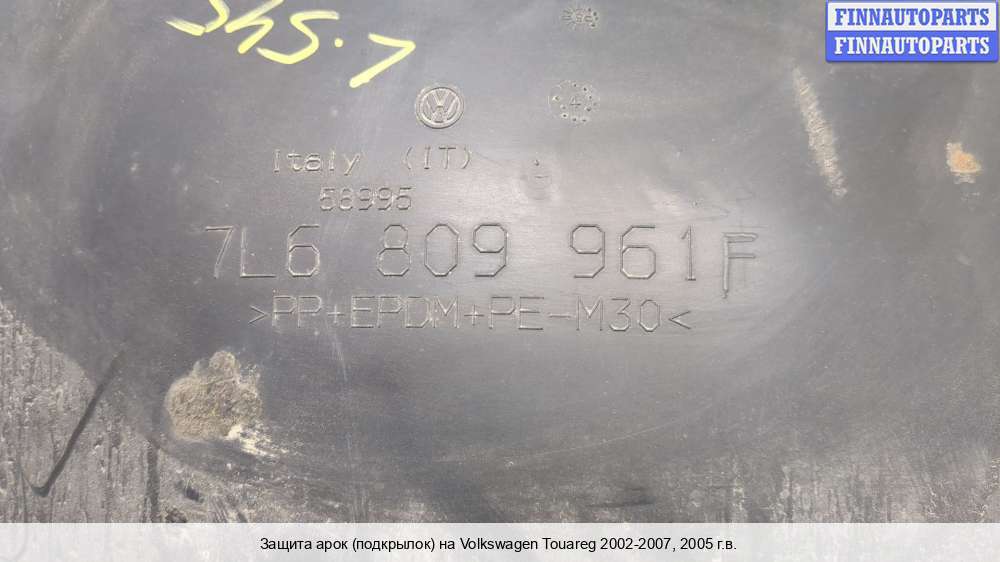 FINNAUTOPARTS
FINNAUTOPARTS
Italy (IT)
58995
7L6 809 961F
>PP+EPDM+PE-M30<
Защита арок (подкрылок) на Volkswagen Touareg 2002-2007, 2005 г.в.